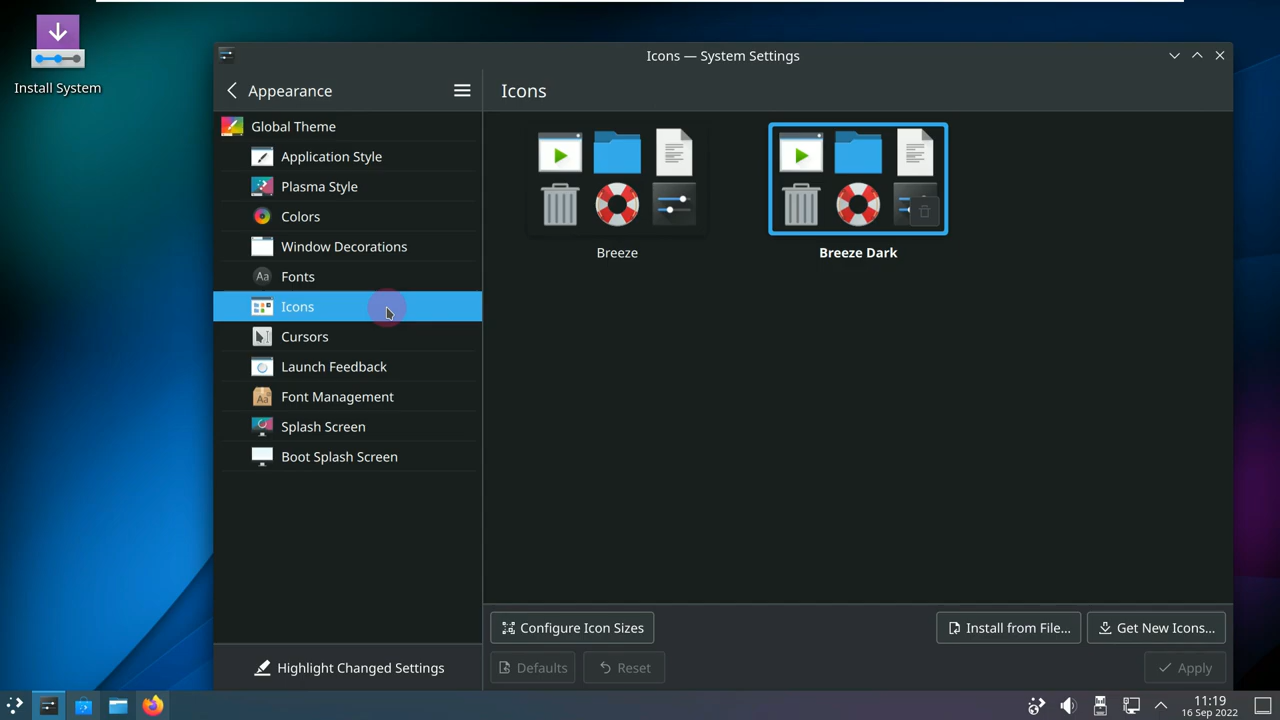 Install System
Icons — System Settings
Appearance
Icons
Global Theme
Application Style
Plasma Style
Colors
Window Decorations
Aa Fonts
Icons
Cursors
Launch Feedback
Aa Font Management
Splash Screen
Boot Splash Screen
Highlight Changed Settings
Breeze
Breeze Dark
Configure Icon Sizes
Install from File...
Get New Icons...
Defaults
Reset
Apply
11:19
16 Sep 2022